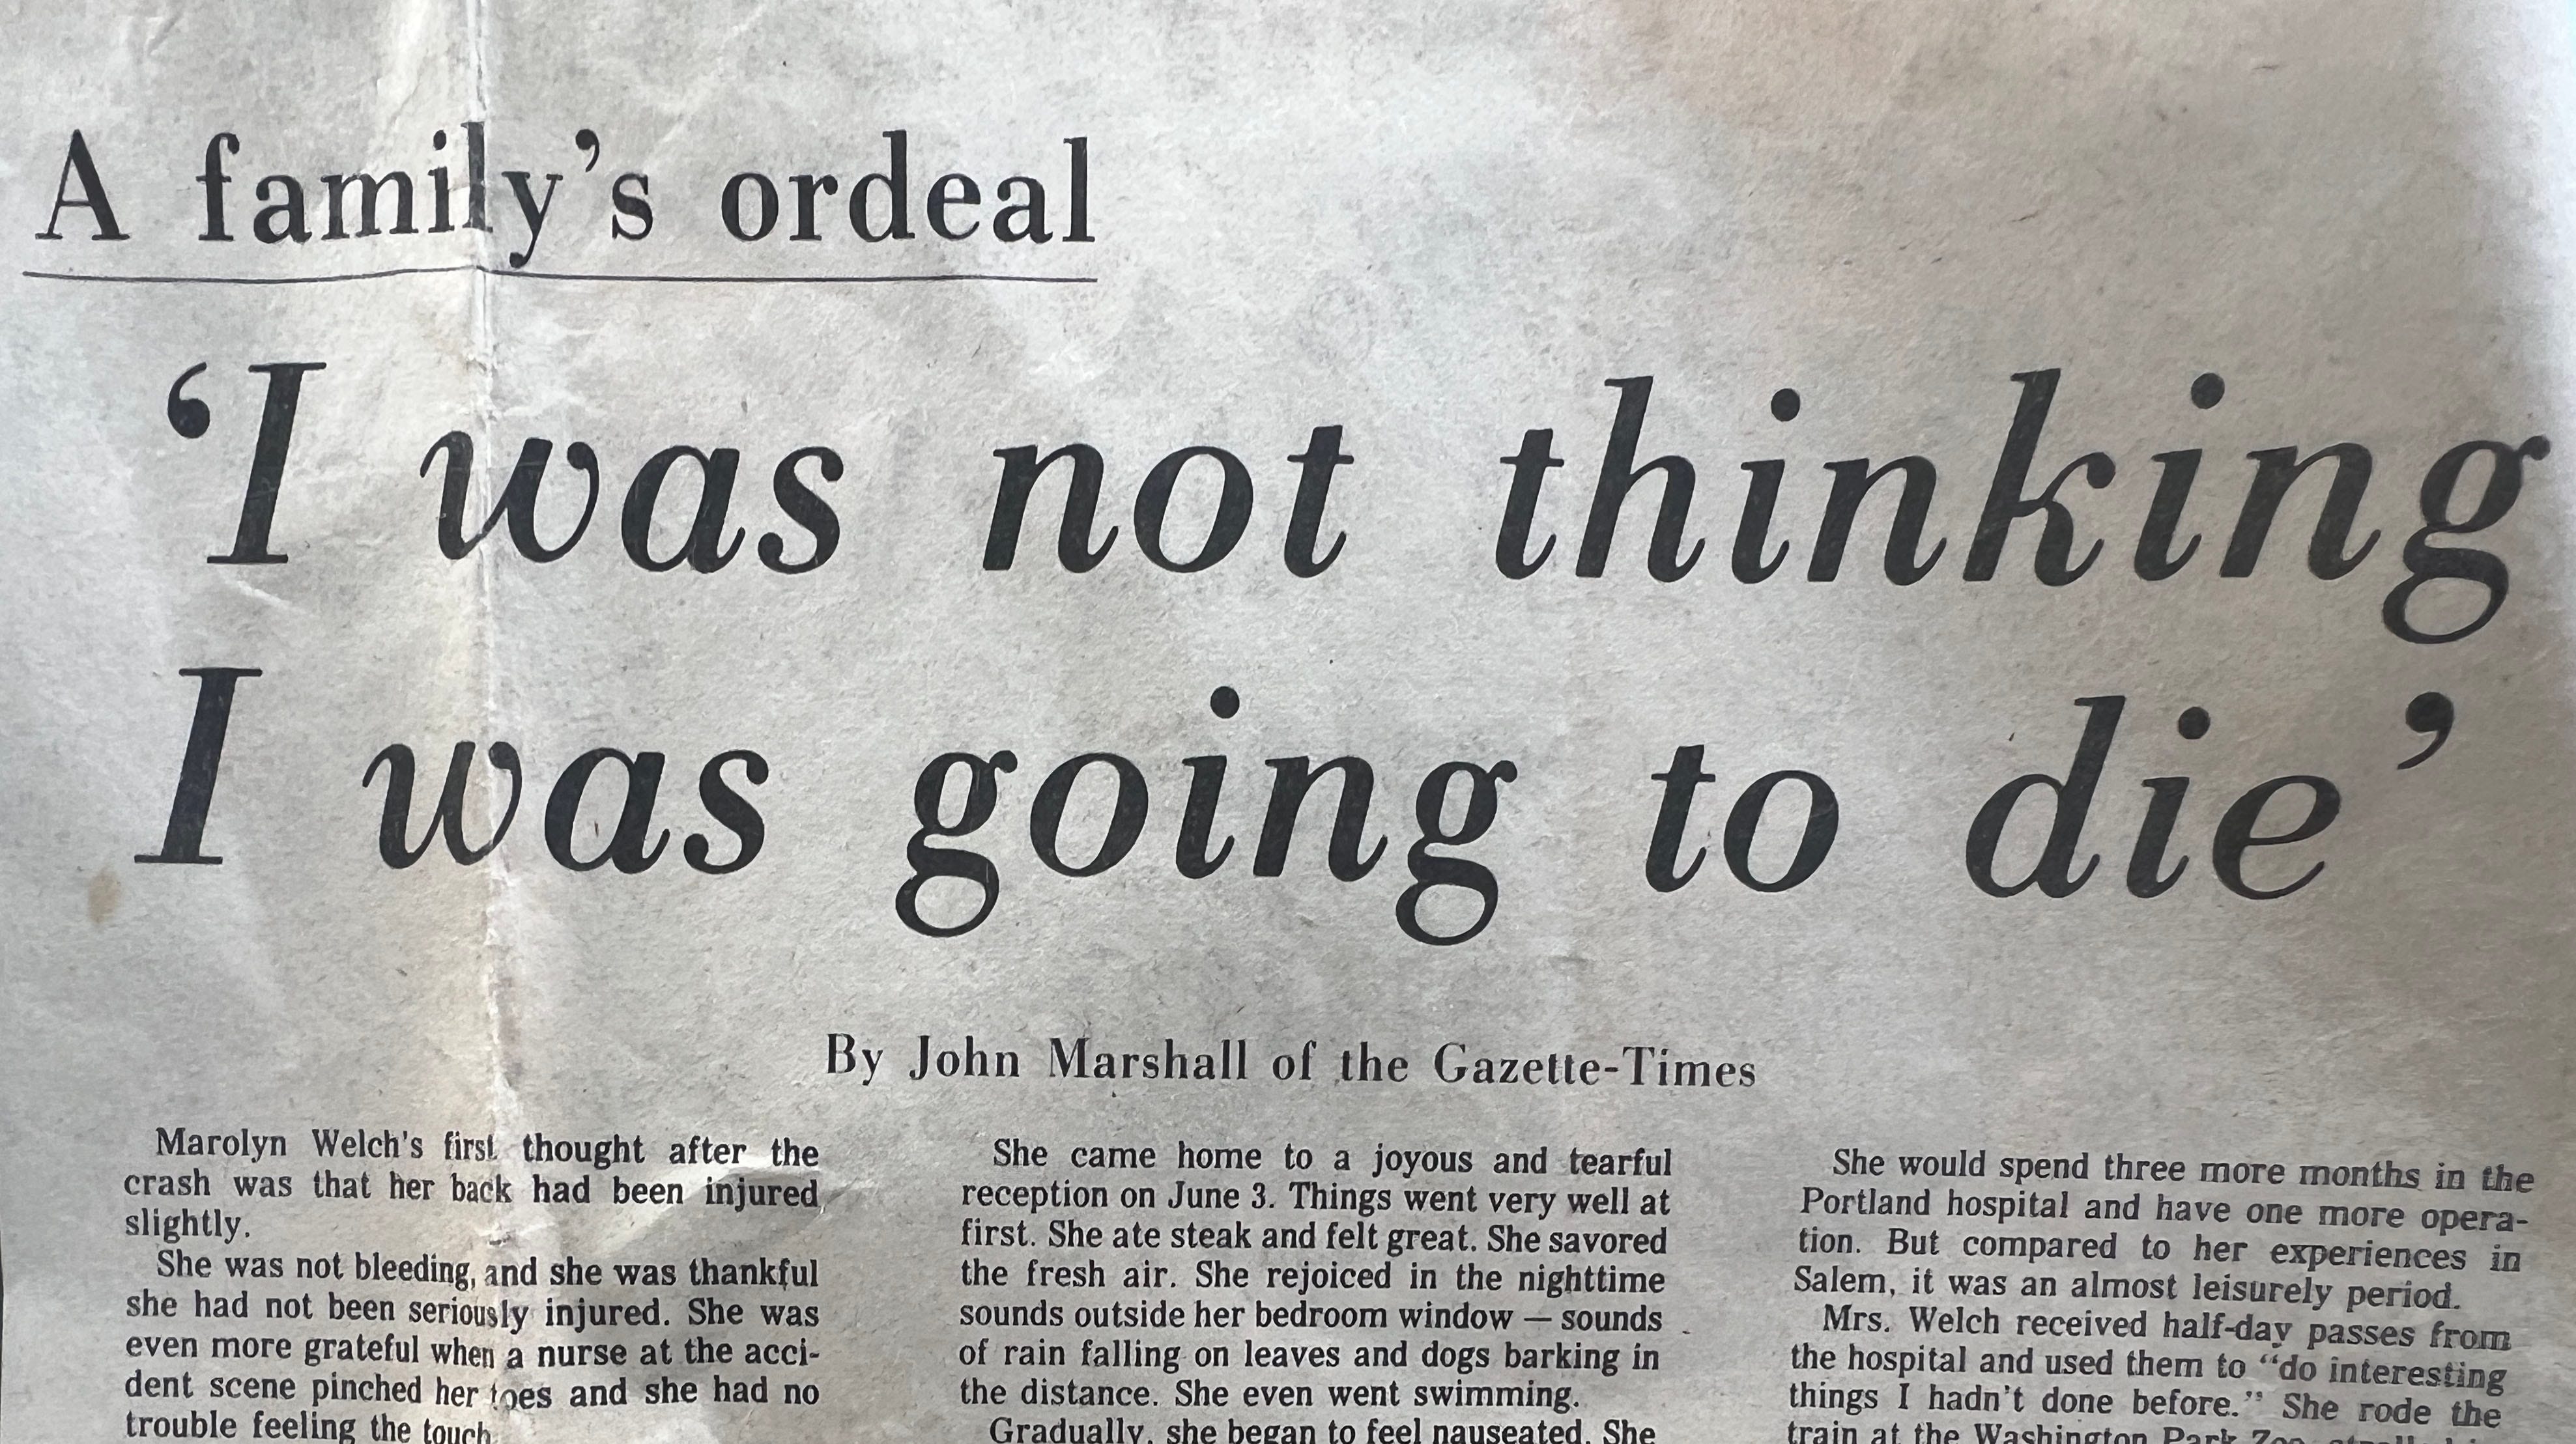 A family's ordeal
‘I was not thinking
I was going to die’
By John Marshall of the Gazette-Times
Marolyn Welch's first thought after the
crash was that her back had been injured
slightly.
She was not bleeding, and she was thankful
she had not been seriously injured. She was
even more grateful when a nurse at the acci-
dent scene pinched her toes and she had no
trouble feeling the touch.
She came home to a joyous and tearful
reception on June 3. Things went very well at
first. She ate steak and felt great. She savored
the fresh air. She rejoiced in the nighttime
sounds outside her bedroom window — sounds
of rain falling on leaves and dogs barking in
the distance. She even went swimming.
Gradually, she began to feel nauseated. She
She would spend three more months in the
Portland hospital and have one more opera-
tion. But compared to her experiences in
Salem, it was an almost leisurely period.
Mrs. Welch received half-day passes from
the hospital and used them to “do interesting
things I hadn't done before.” She rode the
train at the Washington Park Zoo,